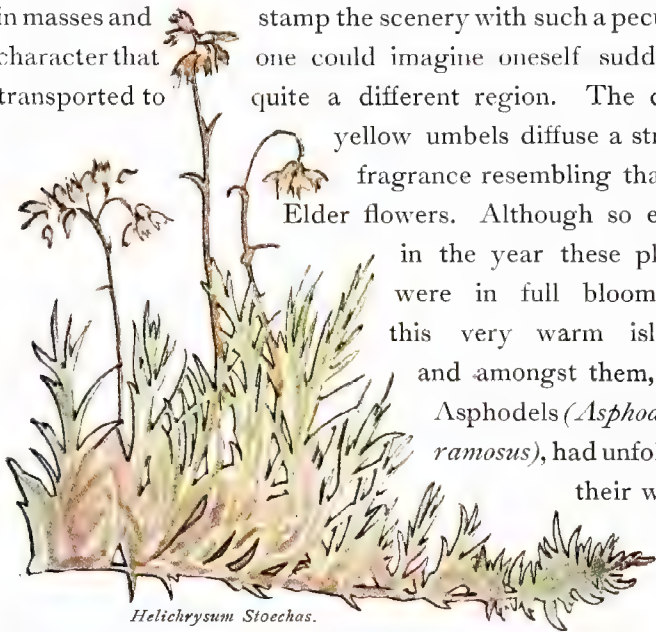 in masses and stamp the scenery with such a pecu
character that one could imagine oneself sudd
transported to quite a different region. The d
yellow umbels diffuse a str
fragrance resembling tha
Elder flowers. Although so e
in the year these pl
were in full bloom
this very warm isl
and amongst them,
Asphodels (Asphod
ramosus), had unfol
their w
Helichrysum Stoechas.